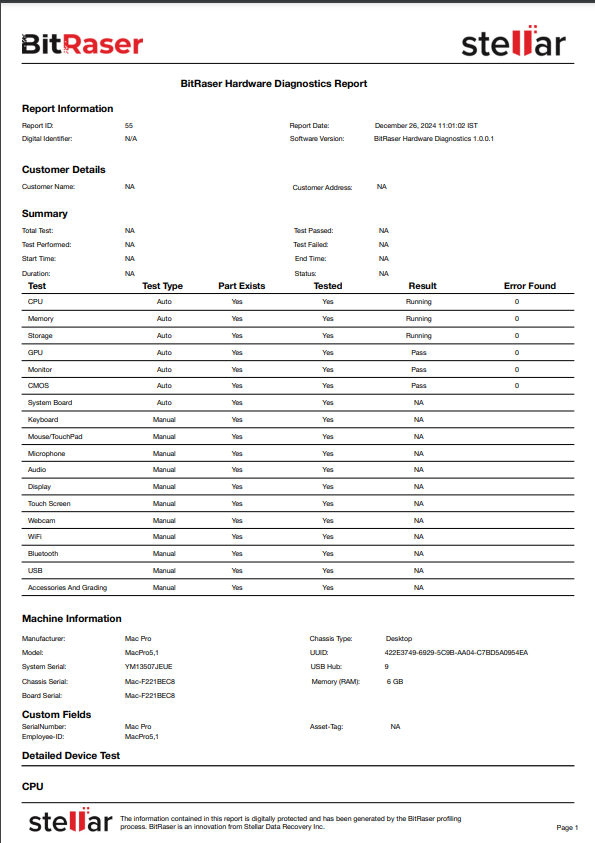 BitRaser stellar
BitRaser Hardware Diagnostics Report
Report Information
Report ID: 55 Report Date: December 26, 2024 11:01:02 IST
Digital Identifier: N/A Software Version: BitRaser Hardware Diagnostics 1.0.0.1
Customer Details
Customer Name: NA Customer Address: NA
Summary
Total Test: NA Test Passed: NA
Test Performed: NA Test Failed: NA
Start Time: NA End Time: NA
Duration: NA Status: NA
Test Test Type Part Exists Tested Result Error Found
CPU Auto Yes Yes Running 0
Memory Auto Yes Yes Running 0
Storage Auto Yes Yes Running 0
GPU Auto Yes Yes Pass 0
Monitor Auto Yes Yes Pass 0
CMOS Auto Yes Yes Pass 0
System Board Auto Yes Yes NA
Keyboard Manual Yes Yes NA
Mouse/TouchPad Manual Yes Yes NA
Microphone Manual Yes Yes NA
Audio Manual Yes Yes NA
Display Manual Yes Yes NA
Touch Screen Manual Yes Yes NA
Webcam Manual Yes Yes NA
WiFi Manual Yes Yes NA
Bluetooth Manual Yes Yes NA
USB Manual Yes Yes NA
Accessories And Grading Manual Yes Yes NA
Machine Information
Manufacturer: Mac Pro Chassis Type: Desktop
Model: MacPro5,1 UUID: 422E3749-6929-5C9B-AA04-C7BD5A0954EA
System Serial: YM13507JEUE USB Hub: 9
Chassis Serial: Mac-F221BEC8 Memory (RAM): 6 GB
Board Serial: Mac-F221BEC8
Custom Fields
SerialNumber: Mac Pro Asset-Tag: NA
Employee-ID: MacPro5,1
Detailed Device Test
CPU
stellar
The information contained in this report is digitally protected and has been generated by the BitRaser profiling
process. BitRaser is an innovation from Stellar Data Recovery Inc.
Page 1